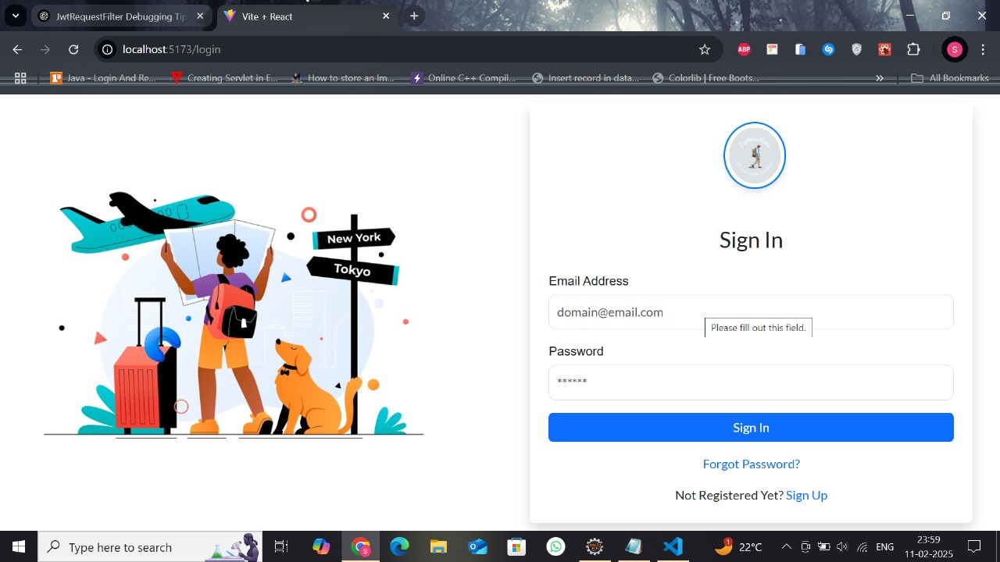 JwtRequestFilter Debugging Tip
Vite + React
localhost:5173/login
ABP
S
Java - Login And Re...
Creating Servlet in E...
How to store an Im...
Online C++ Compil...
Insert record in data...
Colorlib | Free Boots...
All Bookmarks
New York
Tokyo
Sign In
Email Address
domain@email.com
Please fill out this field.
Password
******
Sign In
Forgot Password?
Not Registered Yet? Sign Up
Type here to search
S
1
22°C
ENG
23:59
11-02-2025